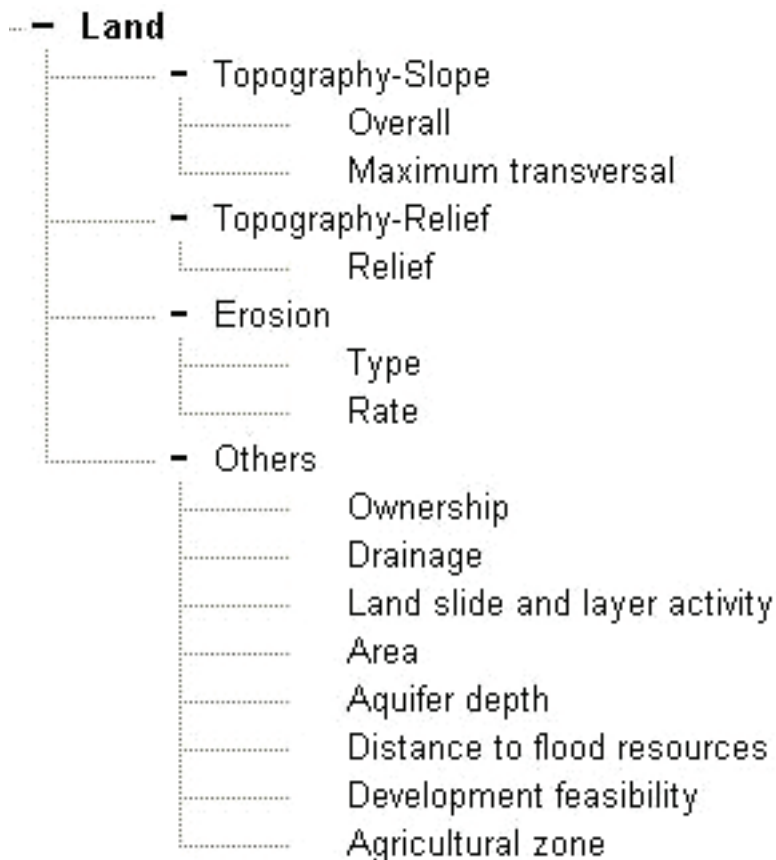 Land
Topography-Slope
Overall
Maximum transversal
Topography-Relief
Relief
Erosion
Type
Rate
Others
Ownership
Drainage
Land slide and layer activity
Area
Aquifer depth
Distance to flood resources
Development feasibility
Agricultural zone